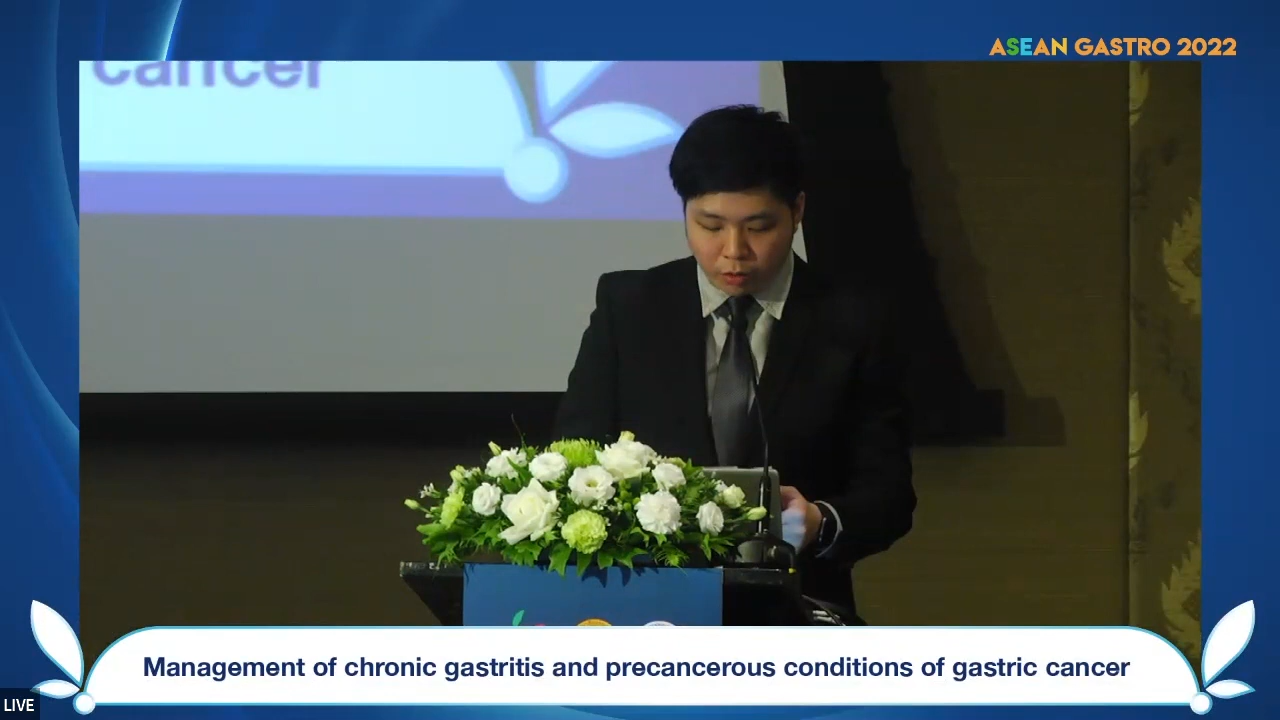 ASEAN GASTRO 2022
cancer
Management of chronic gastritis and precancerous conditions of gastric cancer
LIVE